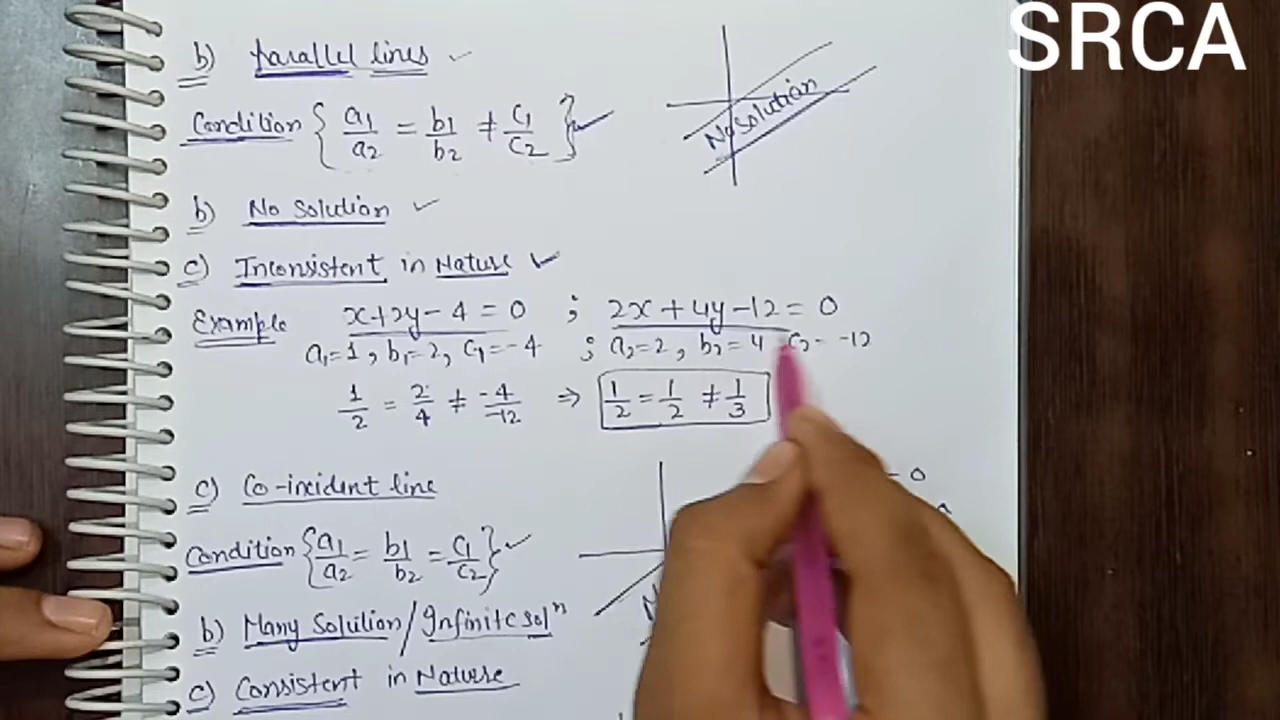 SRCA
b) Parallel lines ✓
Condition { a1/a2 = b1/b2 ≠ c1/c2 } ✓
No solution
b) No Solution ✓
c) Inconsistent in Nature ✓
Example x+2y-4=0 ; 2x+4y-12=0
a1=1, b1=2, c1=-4 ; a2=2, b2=4 c2= -12
1/2 = 2/4 ≠ -4/-12 ⇒ 1/2 = 1/2 ≠ 1/3
c) Co-incident line
- 0
Condition { a1/a2 = b1/b2 = c1/c2 } ✓
b) Many Solution/Infinite solⁿ
c) Consistent in Nature